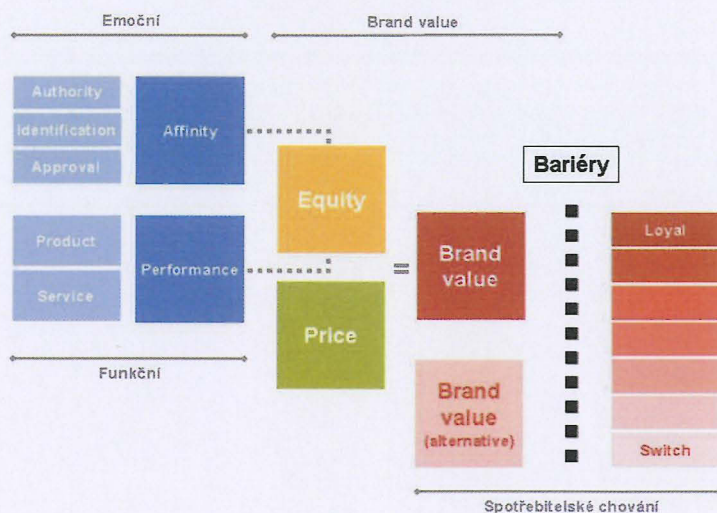 Emoční
Brand value
Authority
Identification
Approval
Affinity
Product
Service
Performance
Funkční
Equity
Price
=
Brand
value
Brand
value
(alternative)
Bariéry
Loyal
Switch
Spotřebitelské chování